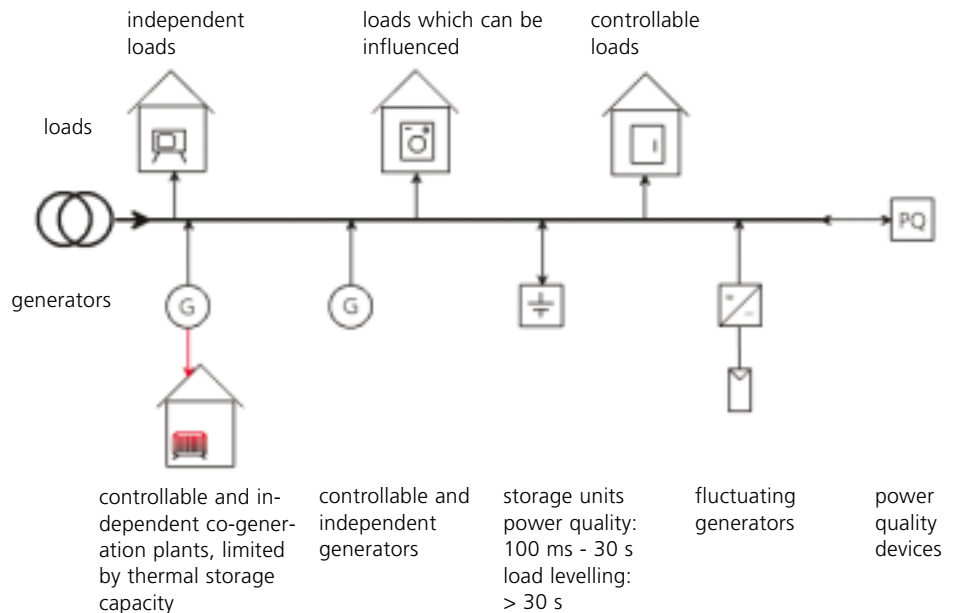 independent
loads
loads which can be
influenced
controllable
loads
loads
PQ
generators
G
G
controllable and in-
dependent co-gener-
ation plants, limited
by thermal storage
capacity
controllable and
independent
generators
storage units
power quality:
100 ms - 30 s
load levelling:
> 30 s
fluctuating
generators
power
quality
devices